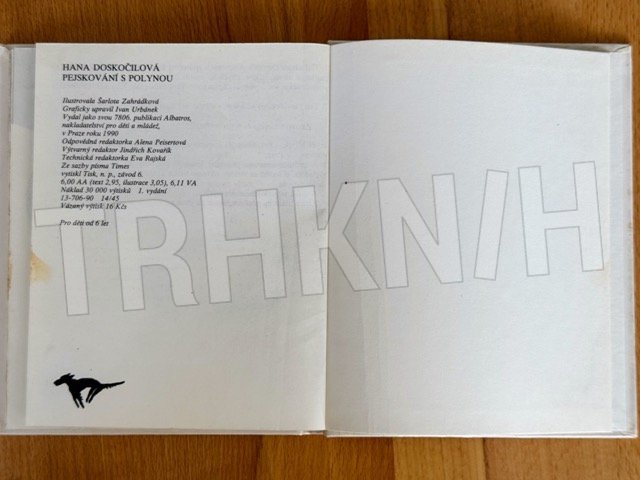 HANA DOSKOČILOVÁ
PEJSKOVÁNÍ S POLYNOU
Ilustrovala Šarlota Zahrádková
Graficky upravil Ivan Urbánek
Vydal jako svou 7806. publikaci Albatros,
nakladatelství pro děti a mládež,
v Praze roku 1990
Odpovědná redaktorka Alena Peisertová
Výtvarný redaktor Jindřich Kovařík
Technická redaktorka Eva Rajská
Ze sazby písma Times
vytiskl Tisk, n. p., závod 6.
6,00 AA (text 2,95, ilustrace 3,05), 6,11 VA
Náklad 30 000 výtisků 1. vydání
13-706-90 14/45
Vázaný výtisk 16 Kčs
Pro děti od 6 let
TRHKNIH